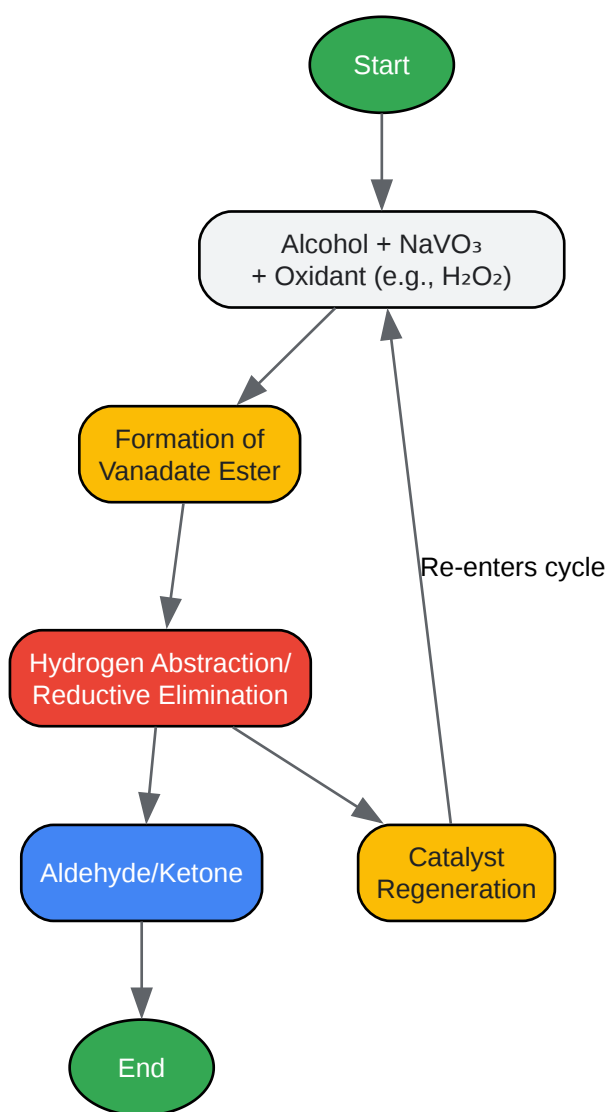 Start
Alcohol + NaVO₃
+ Oxidant (e.g., H₂O₂)
Formation of
Vanadate Ester
Re-enters cycle
Hydrogen Abstraction/
Reductive Elimination
Aldehyde/Ketone
Catalyst
Regeneration
End